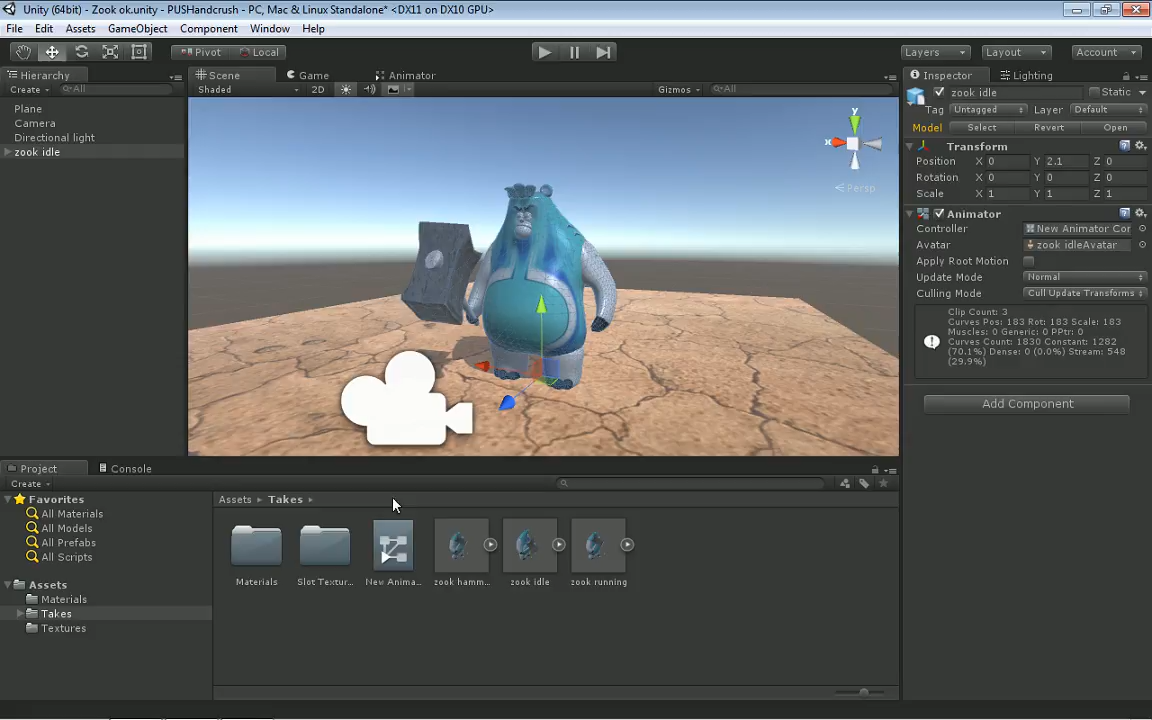 Unity (64bit) - Zook ok.unity - PUSHandcrush - PC, Mac & Linux Standalone* <DX11 on DX10 GPU>
File Edit Assets GameObject Component Window Help
Pivot Local Layers Layout Account
Hierarchy
Create All
Plane
Camera
Directional light
zook idle
Scene Game Animator
Shaded 2D Gizmos All
y
x
Persp
Inspector Lighting
zook idle Static
Tag Untagged Layer Default
Model Select Revert Open
Transform
Position X 0 Y 2.1 Z 0
Rotation X 0 Y 0 Z 0
Scale X 1 Y 1 Z 1
Animator
Controller New Animator Cor
Avatar zook idleAvatar
Apply Root Motion
Update Mode Normal
Culling Mode Cull Update Transforms
Clip Count: 3
Curves Pos: 183 Rot: 183 Scale: 183
Muscles: 0 Generic: 0 PPtr: 0
Curves Count: 1830 Constant: 1282
(70.1%) Dense: 0 (0.0%) Stream: 548
(29.9%)
Add Component
Project Console
Create
Favorites
All Materials
All Models
All Prefabs
All Scripts
Assets
Materials
Takes
Textures
Assets Takes
Materials Slot Textur... New Anima... zook hamm... zook idle zook running